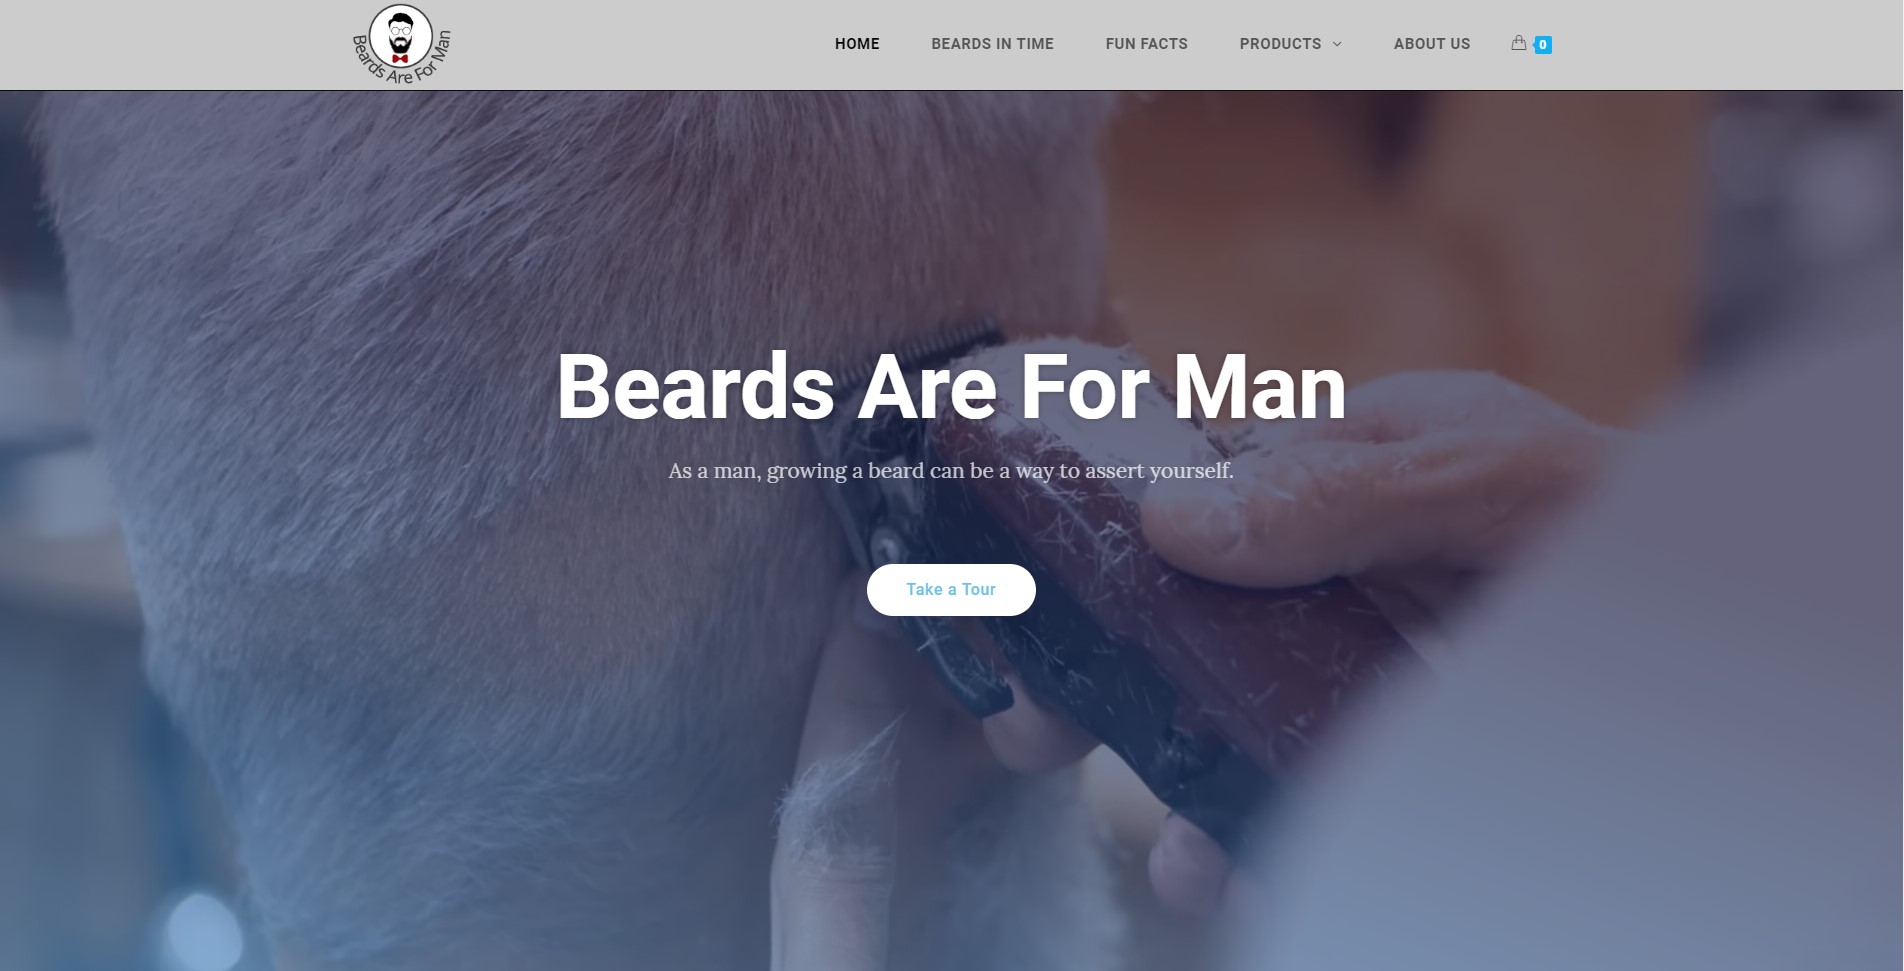 Beards Are For Man
HOME
BEARDS IN TIME
FUN FACTS
PRODUCTS
ABOUT US
0
Beards Are For Man
As a man, growing a beard can be a way to assert yourself.
Take a Tour